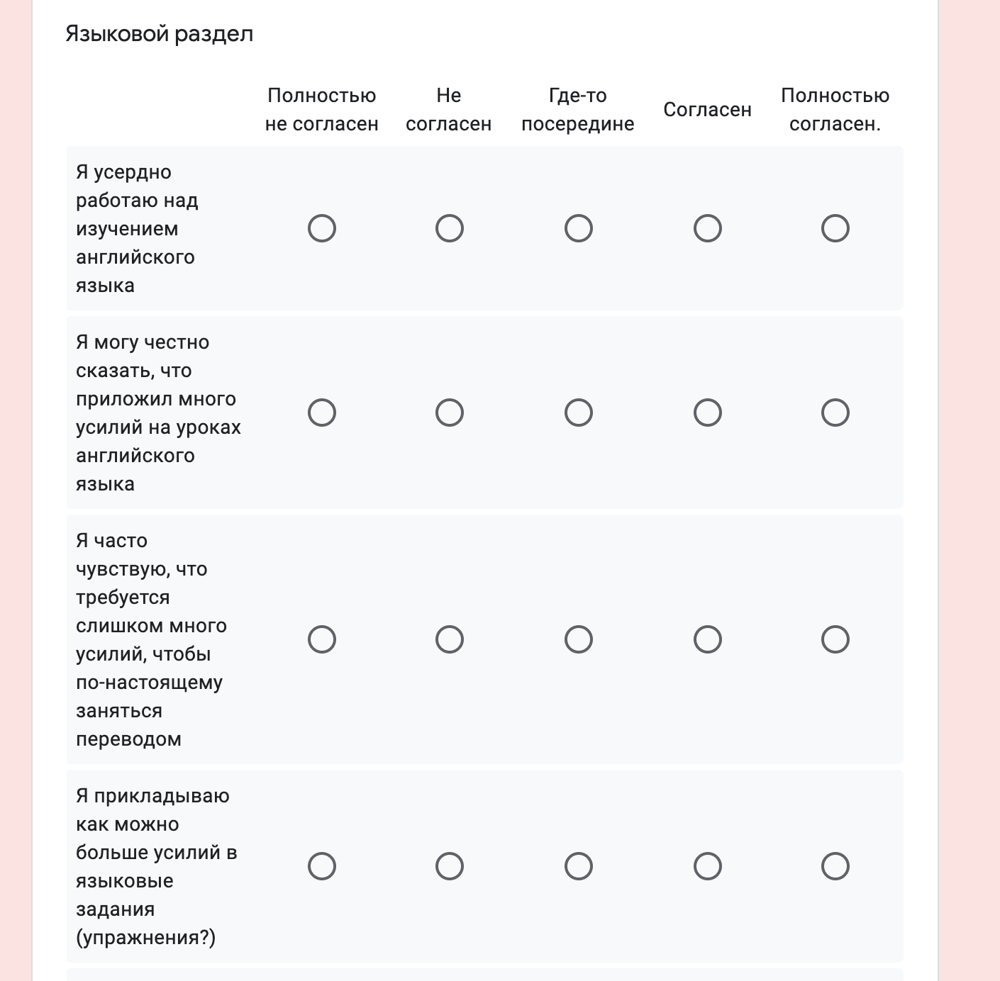 Языковой раздел
Полностью
не согласен
Не
согласен
Где-то
посередине
Согласен
Полностью
согласен.
Я усердно
работаю над
изучением
английского
языка
Я могу честно
сказать, что
приложил много
усилий на уроках
английского
языка
Я часто
чувствую, что
требуется
слишком много
усилий, чтобы
по-настоящему
заняться
переводом
Я прикладываю
как можно
больше усилий в
языковые
задания
(упражнения?)